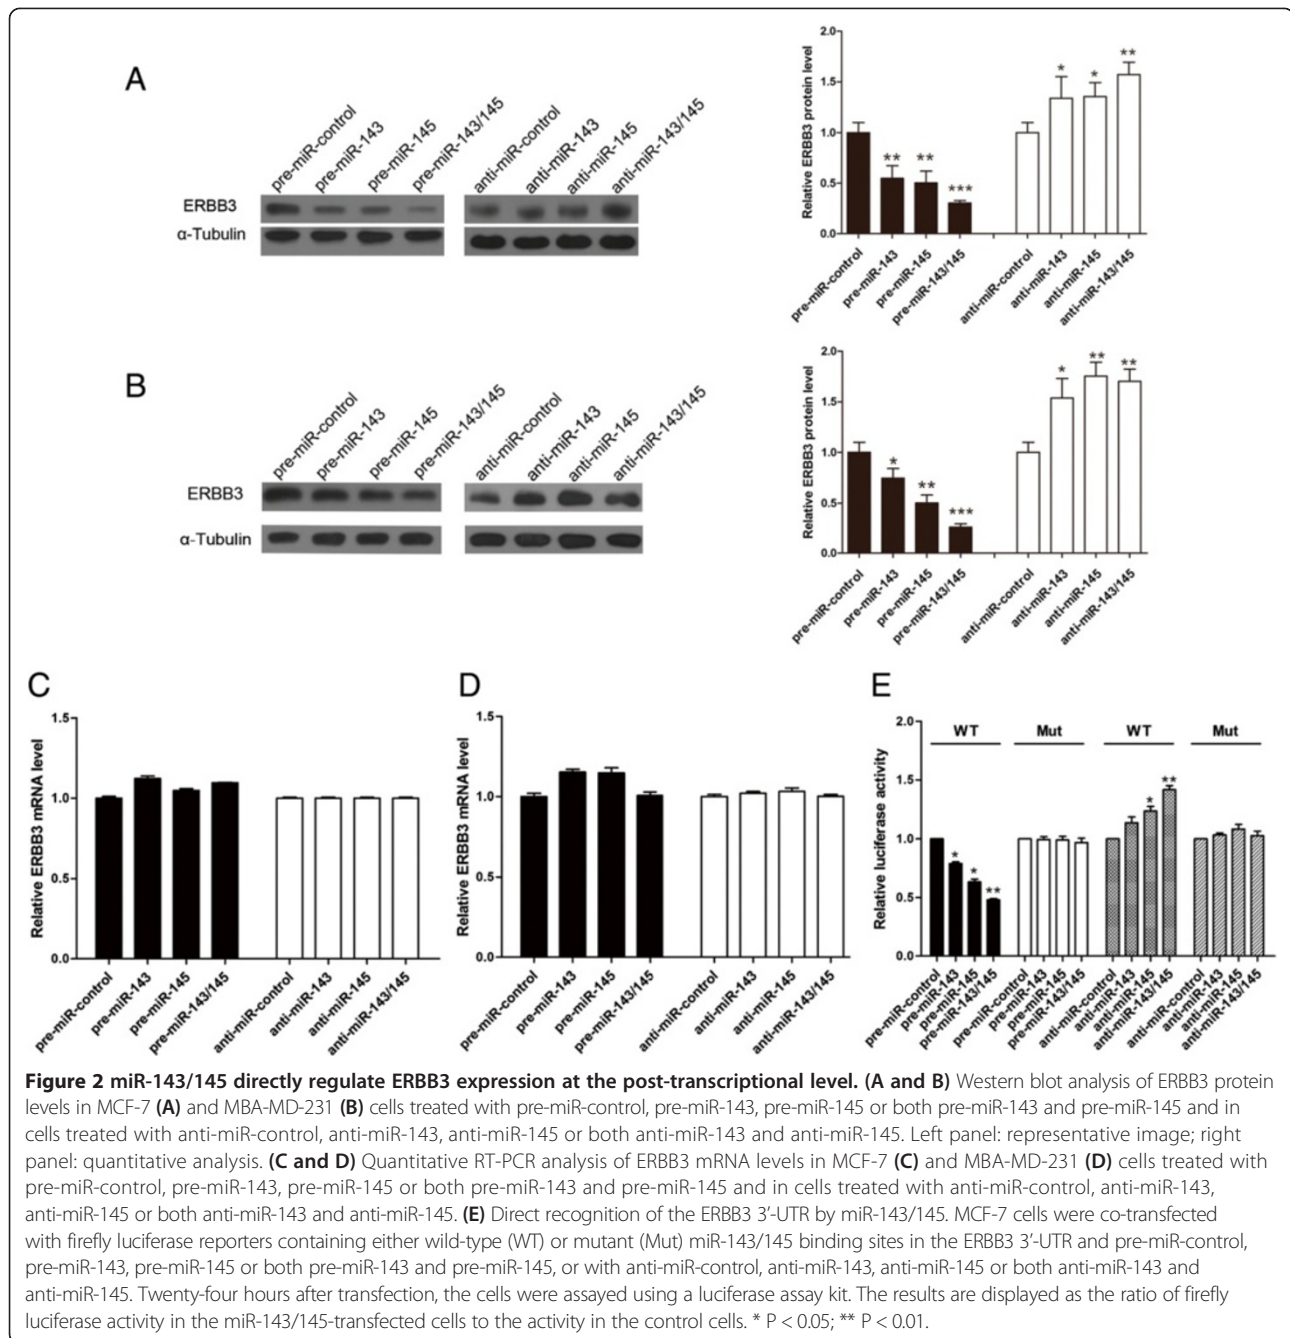 A
pre-miR-control
pre-miR-143
pre-miR-145
pre-miR-143/145
anti-miR-control
anti-miR-143
anti-miR-145
anti-miR-143/145
ERBB3
α-Tubulin
Relative ERBB3 protein level
2.0
1.5
1.0
0.5
0.0
** ** *** * * **
pre-miR-control
pre-miR-143
pre-miR-145
pre-miR-143/145
anti-miR-control
anti-miR-143
anti-miR-145
anti-miR-143/145
B
pre-miR-control
pre-miR-143
pre-miR-145
pre-miR-143/145
anti-miR-control
anti-miR-143
anti-miR-145
anti-miR-143/145
ERBB3
α-Tubulin
Relative ERBB3 protein level
2.0
1.5
1.0
0.5
0.0
* ** *** * ** **
pre-miR-control
pre-miR-143
pre-miR-145
pre-miR-143/145
anti-miR-control
anti-miR-143
anti-miR-145
anti-miR-143/145
C
Relative ERBB3 mRNA level
1.5
1.0
0.5
0.0
pre-miR-control
pre-miR-143
pre-miR-145
pre-miR-143/145
anti-miR-control
anti-miR-143
anti-miR-145
anti-miR-143/145
D
Relative ERBB3 mRNA level
1.5
1.0
0.5
0.0
pre-miR-control
pre-miR-143
pre-miR-145
pre-miR-143/145
anti-miR-control
anti-miR-143
anti-miR-145
anti-miR-143/145
E
Relative luciferase activity
2.0
1.5
1.0
0.5
0.0
WT Mut WT Mut
* * ** * **
pre-miR-control
pre-miR-143
pre-miR-145
pre-miR-143/145
pre-miR-control
pre-miR-143
pre-miR-145
pre-miR-143/145
anti-miR-control
anti-miR-143
anti-miR-145
anti-miR-143/145
anti-miR-control
anti-miR-143
anti-miR-145
anti-miR-143/145
Figure 2 miR-143/145 directly regulate ERBB3 expression at the post-transcriptional level. (A and B) Western blot analysis of ERBB3 protein
levels in MCF-7 (A) and MBA-MD-231 (B) cells treated with pre-miR-control, pre-miR-143, pre-miR-145 or both pre-miR-143 and pre-miR-145 and in
cells treated with anti-miR-control, anti-miR-143, anti-miR-145 or both anti-miR-143 and anti-miR-145. Left panel: representative image; right
panel: quantitative analysis. (C and D) Quantitative RT-PCR analysis of ERBB3 mRNA levels in MCF-7 (C) and MBA-MD-231 (D) cells treated with
pre-miR-control, pre-miR-143, pre-miR-145 or both pre-miR-143 and pre-miR-145 and in cells treated with anti-miR-control, anti-miR-143,
anti-miR-145 or both anti-miR-143 and anti-miR-145. (E) Direct recognition of the ERBB3 3’-UTR by miR-143/145. MCF-7 cells were co-transfected
with firefly luciferase reporters containing either wild-type (WT) or mutant (Mut) miR-143/145 binding sites in the ERBB3 3’-UTR and pre-miR-control,
pre-miR-143, pre-miR-145 or both pre-miR-143 and pre-miR-145, or with anti-miR-control, anti-miR-143, anti-miR-145 or both anti-miR-143 and
anti-miR-145. Twenty-four hours after transfection, the cells were assayed using a luciferase assay kit. The results are displayed as the ratio of firefly
luciferase activity in the miR-143/145-transfected cells to the activity in the control cells. * P < 0.05; ** P < 0.01.